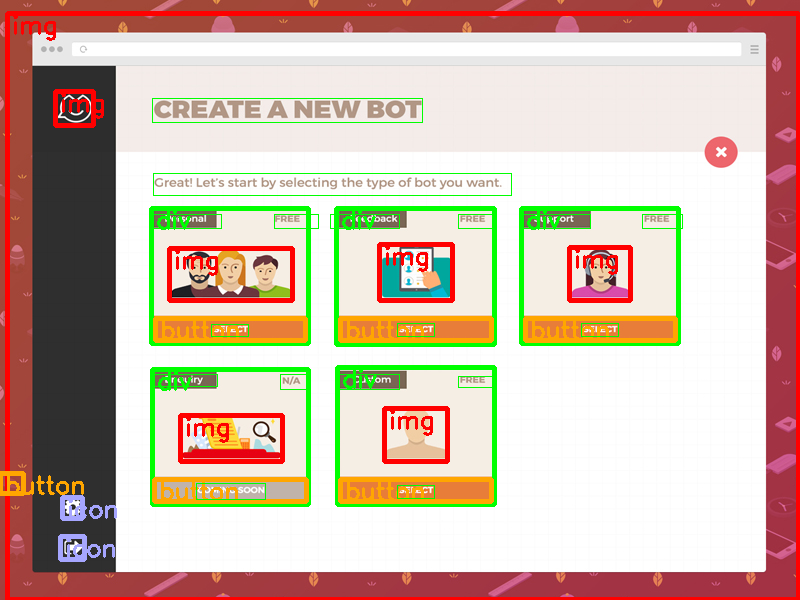 img
img
CREATE A NEW BOT
Great! Let's start by selecting the type of bot you want.
div Personal FREE
div Feedback FREE
div Support FREE
img
img
img
button SELECT
button SELECT
button SELECT
div N/A
div Custom FREE
img
img
button COMING SOON
button SELECT
button
icon
icon